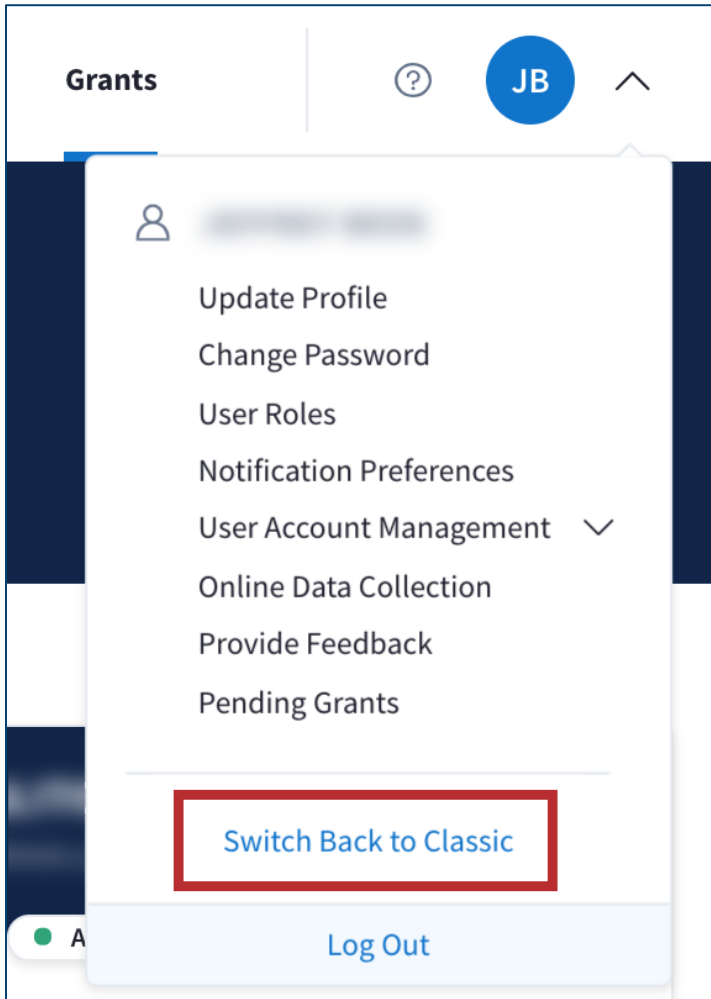 Grants
JB
Update Profile
Change Password
User Roles
Notification Preferences
User Account Management
Online Data Collection
Provide Feedback
Pending Grants
Switch Back to Classic
A
Log Out